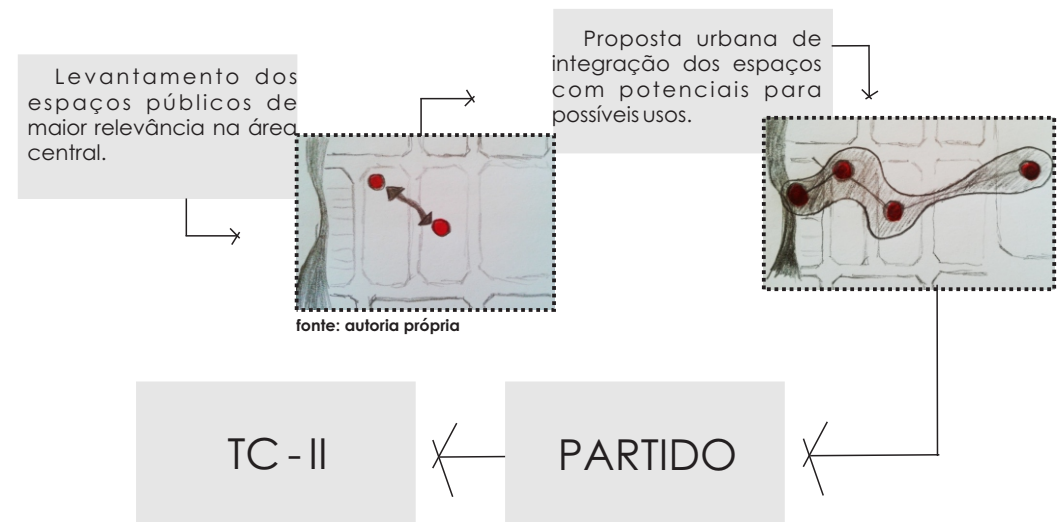 Levantamento dos
espaços públicos de
maior relevância na área
central.
Proposta urbana de
integração dos espaços
com potenciais para
possíveis usos.
fonte: autoria própria
TC - II
PARTIDO